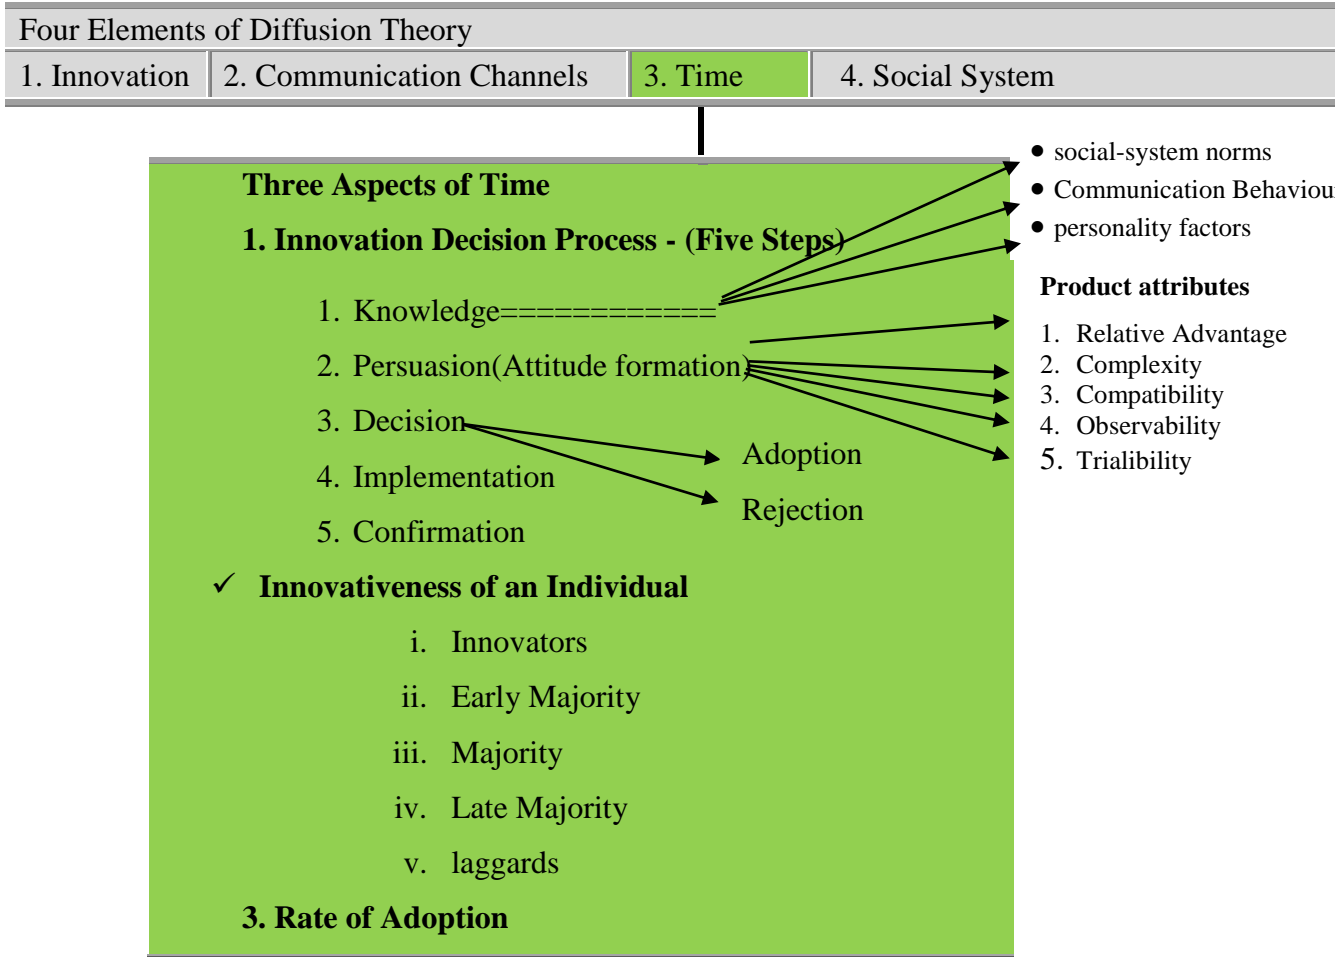 Four Elements of Diffusion Theory
1. Innovation 2. Communication Channels 3. Time 4. Social System
• social-system norms
• Communication Behaviour
• personality factors
Three Aspects of Time
1. Innovation Decision Process - (Five Steps)
1. Knowledge============
2. Persuasion(Attitude formation)
3. Decision
Adoption
Rejection
4. Implementation
5. Confirmation
Product attributes
1. Relative Advantage
2. Complexity
3. Compatibility
4. Observability
5. Trialibility
✓ Innovativeness of an Individual
i. Innovators
ii. Early Majority
iii. Majority
iv. Late Majority
v. laggards
3. Rate of Adoption